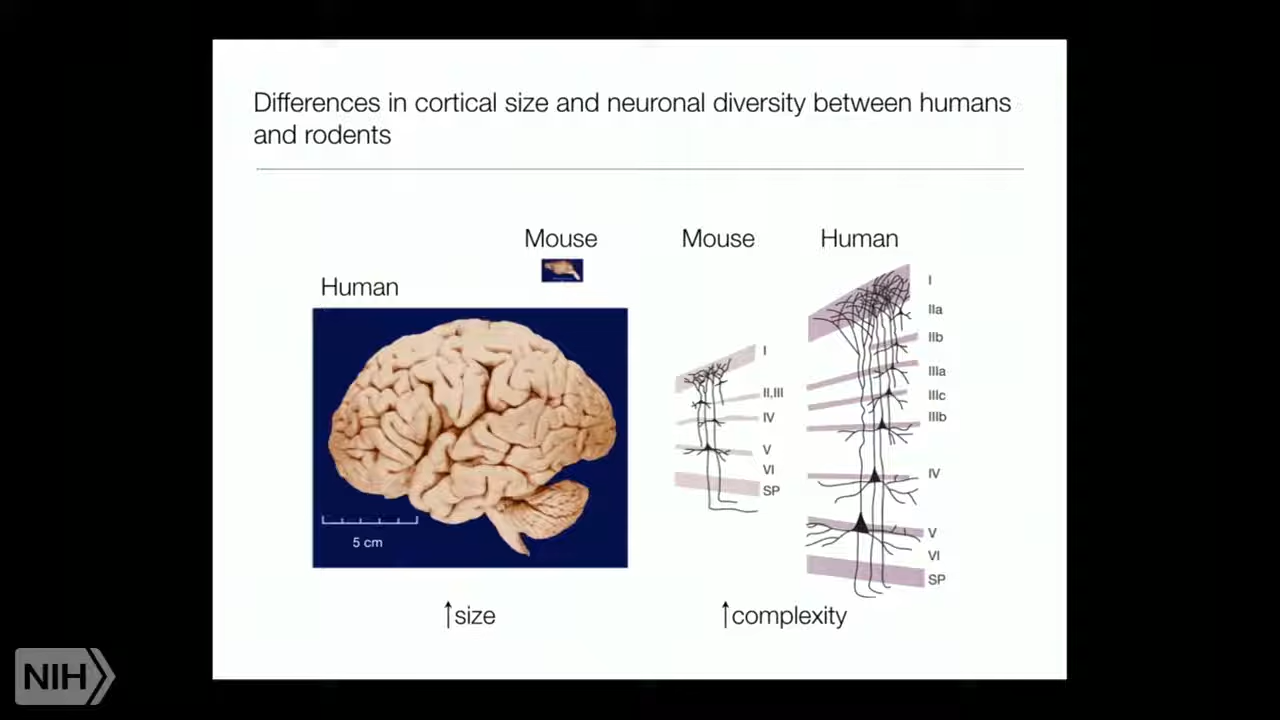 Differences in cortical size and neuronal diversity between humans
and rodents
Mouse
Human
5 cm
↑size
Mouse
I
II,III
IV
V
VI
SP
Human
I
IIa
IIb
IIIa
IIIc
IIIb
IV
V
VI
SP
↑complexity
NIH